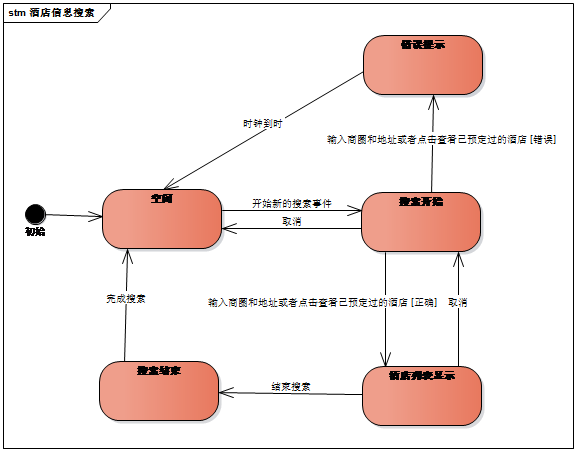 stm 酒店信息搜索
错误提示
时钟到时
输入商圈和地址或者点击查看已预定过的酒店 [错误]
空闲
搜索开始
开始新的搜索事件
取消
初始
完成搜索
输入商圈和地址或者点击查看已预定过的酒店 [正确]
取消
搜索结束
酒店列表显示
结束搜索